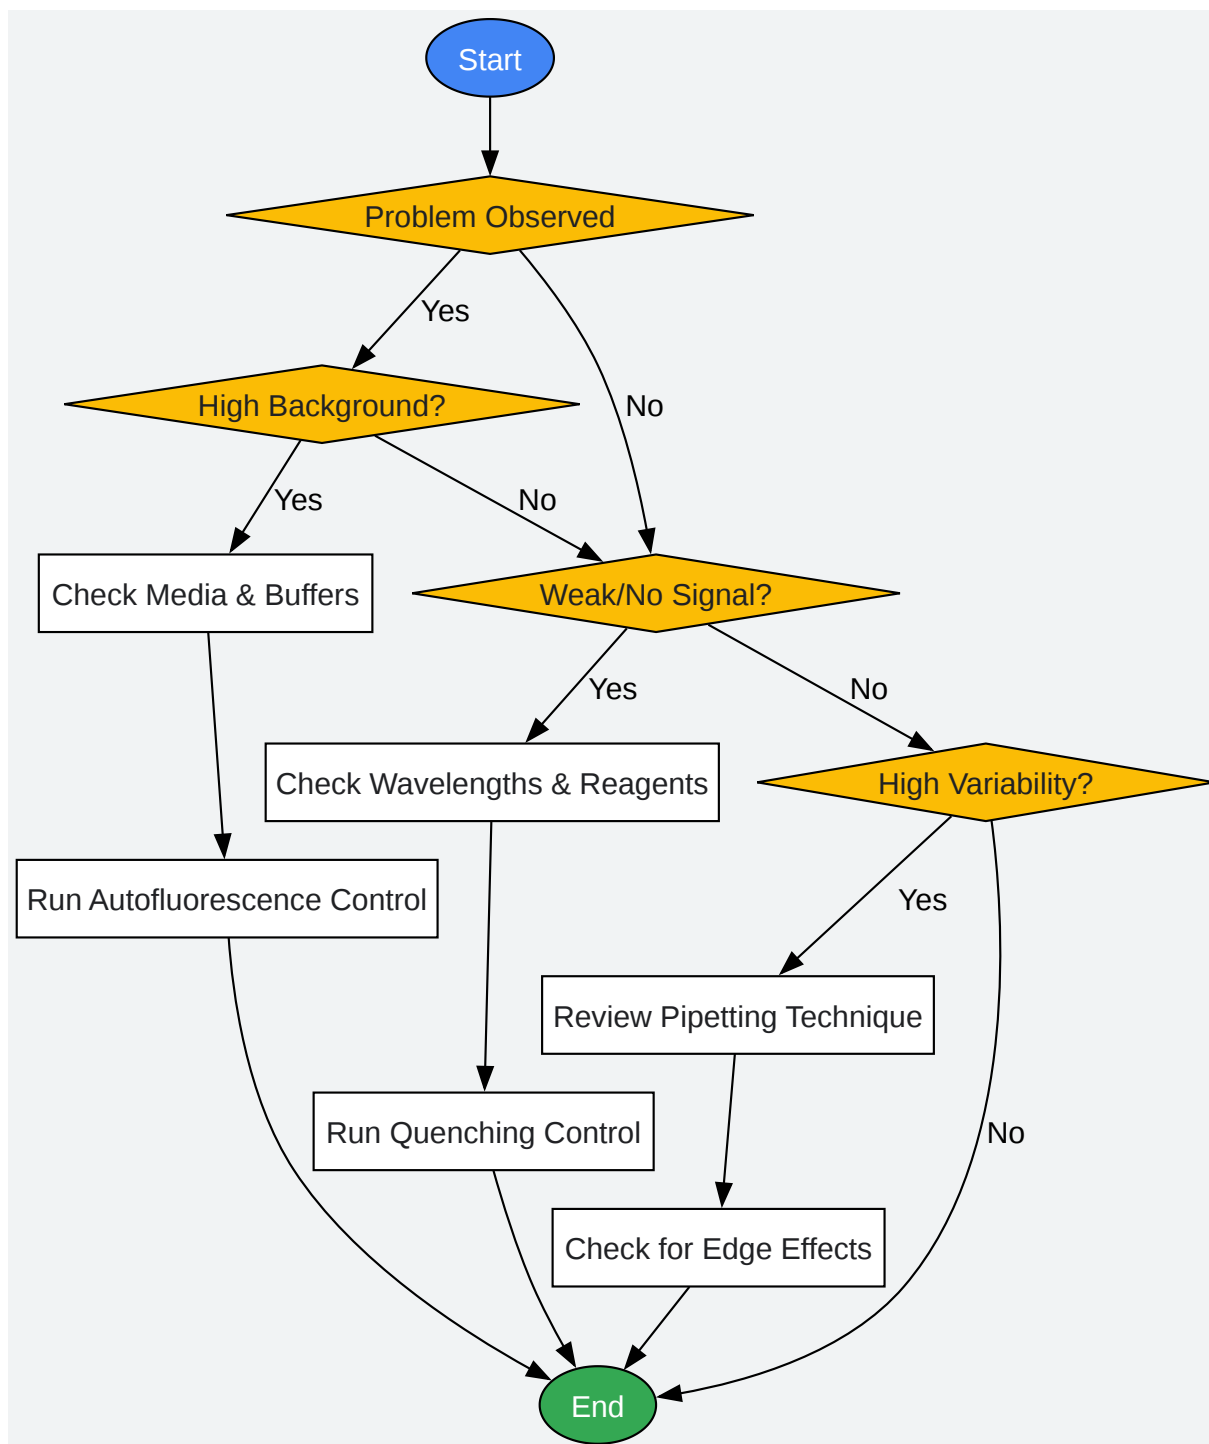 Start
Problem Observed
Yes
High Background?
No
Yes
No
Check Media & Buffers
Weak/No Signal?
Yes
No
Check Wavelengths & Reagents
High Variability?
Run Autofluorescence Control
Yes
Review Pipetting Technique
Run Quenching Control
No
Check for Edge Effects
End